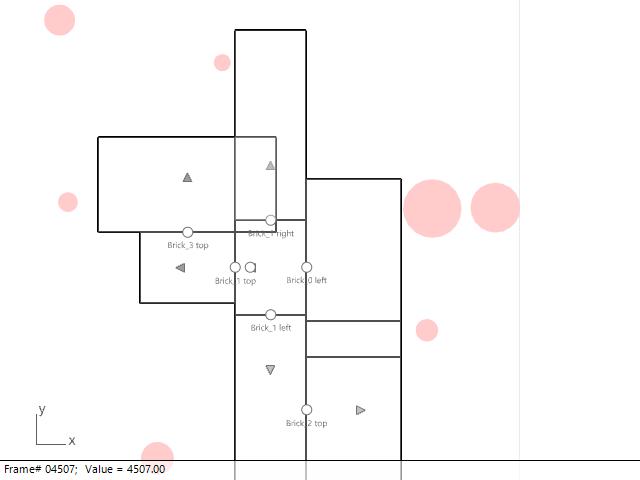 Brick_1 right
Brick_3 top
Brick_1 top
Brick_0 left
Brick_1 left
y
Brick_2 top
x
Frame# 04507; Value = 4507.00